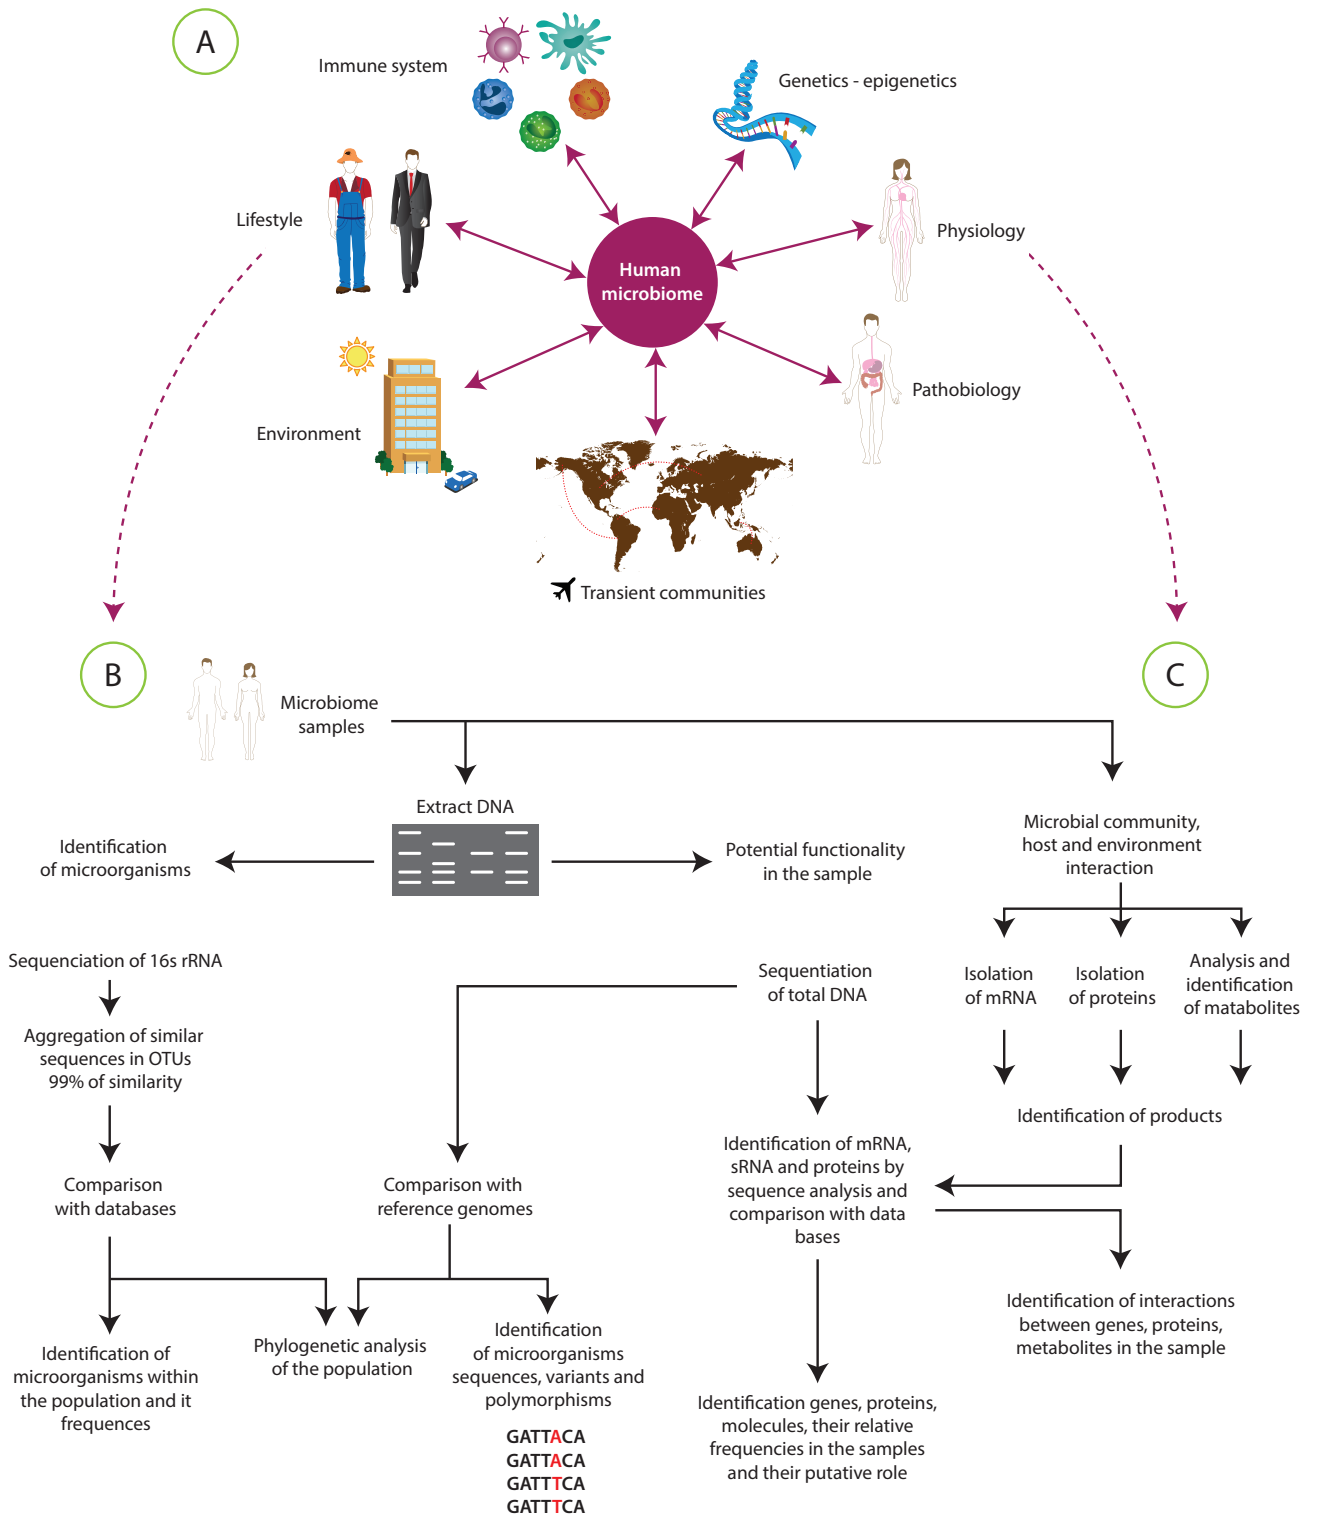 A
Immune system
Genetics - epigenetics
Lifestyle
Physiology
Human
microbiome
Environment
Pathobiology
Transient communities
B
C
Microbiome
samples
Extract DNA
Identification
of microorganisms
Potential functionality
in the sample
Microbial community,
host and environment
interaction
Sequenciation of 16s rRNA
Sequentiation
of total DNA
Isolation
of mRNA
Isolation
of proteins
Analysis and
identification
of matabolites
Aggregation of similar
sequences in OTUs
99% of similarity
Identification of products
Comparison
with databases
Comparison with
reference genomes
Identification of mRNA,
sRNA and proteins by
sequence analysis and
comparison with data
bases
Identification of
microorganisms within
the population and it
frequences
Phylogenetic analysis
of the population
Identification
of microorganisms
sequences, variants and
polymorphisms
GATTACA
GATTACA
GATTTCA
GATTTCA
Identification genes, proteins,
molecules, their relative
frequencies in the samples
and their putative role
Identification of interactions
between genes, proteins,
metabolites in the sample